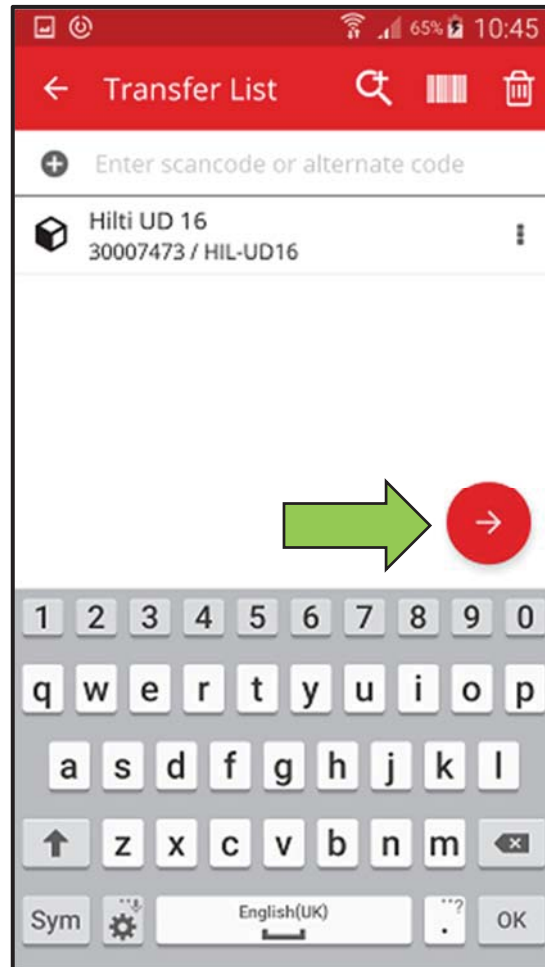 65% 10:45
Transfer List
Enter scancode or alternate code
Hilti UD 16
30007473 / HIL-UD16
1 2 3 4 5 6 7 8 9 0
q w e r t y u i o p
a s d f g h j k l
z x c v b n m
Sym English(UK) . ...? OK